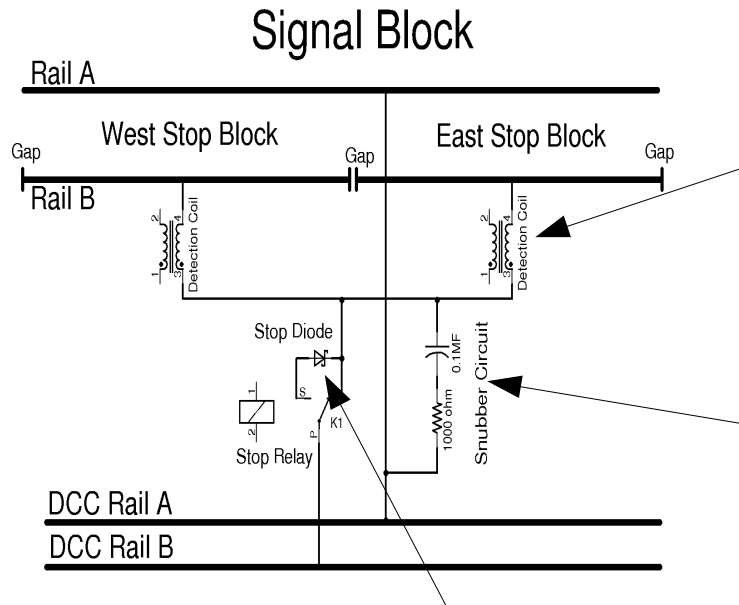 Signal Block
Rail A
West Stop Block
East Stop Block
Gap
Gap
Gap
Rail B
2
4
1
3
Detection Coil
2
4
1
3
Detection Coil
Stop Diode
S
K1
P
1
2
Stop Relay
0.1MF
1000 ohm
Snubber Circuit
DCC Rail A
DCC Rail B